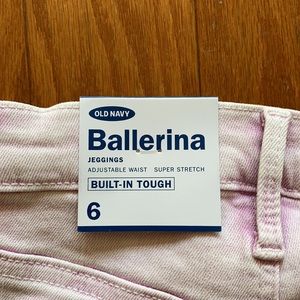 OLD NAVY
Ballerina
JEGGINGS
ADJUSTABLE WAIST SUPER STRETCH
BUILT-IN TOUGH
6